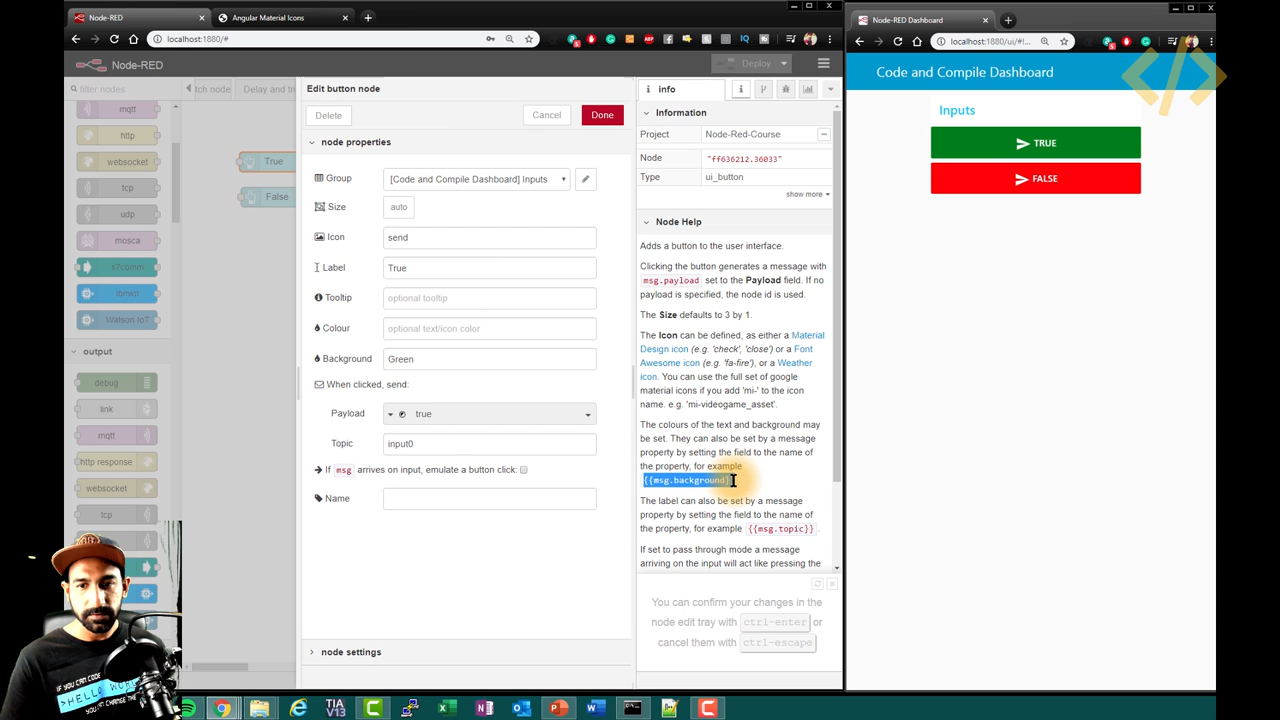 Node-RED
Angular Material Icons
localhost:1880/#
Node-RED
Deploy
filter nodes
tch node
Delay and tri
mqtt
http
websocket
tcp
udp
mosca
s7comm
ibmiot
Watson IoT
output
debug
link
mqtt
http response
websocket
tcp
True
False
Edit button node
Delete
Cancel
Done
node properties
Group
[Code and Compile Dashboard] Inputs
Size
auto
Icon
send
Label
True
Tooltip
optional tooltip
Colour
optional text/icon color
Background
Green
When clicked, send:
Payload
true
Topic
input0
If msg arrives on input, emulate a button click:
Name
node settings
info
Information
Project
Node-Red-Course
Node
"ff636212.36033"
Type
ui_button
show more
Node Help
Adds a button to the user interface.
Clicking the button generates a message with
msg.payload set to the Payload field. If no
payload is specified, the node id is used.
The Size defaults to 3 by 1.
The Icon can be defined, as either a Material
Design icon (e.g. 'check', 'close') or a Font
Awesome icon (e.g. 'fa-fire'), or a Weather
icon. You can use the full set of google
material icons if you add 'mi-' to the icon
name. e.g. 'mi-videogame_asset'.
The colours of the text and background may
be set. They can also be set by a message
property by setting the field to the name of
the property, for example
{{msg.background}}
The label can also be set by a message
property by setting the field to the name of
the property, for example {{msg.topic}}.
If set to pass through mode a message
arriving on the input will act like pressing the
You can confirm your changes in the
node edit tray with ctrl-enter or
cancel them with ctrl-escape
Node-RED Dashboard
localhost:1880/ui/#!
Code and Compile Dashboard
Inputs
TRUE
FALSE
IF YOU CAN CODE
>HELLO WOR
TIA
V13